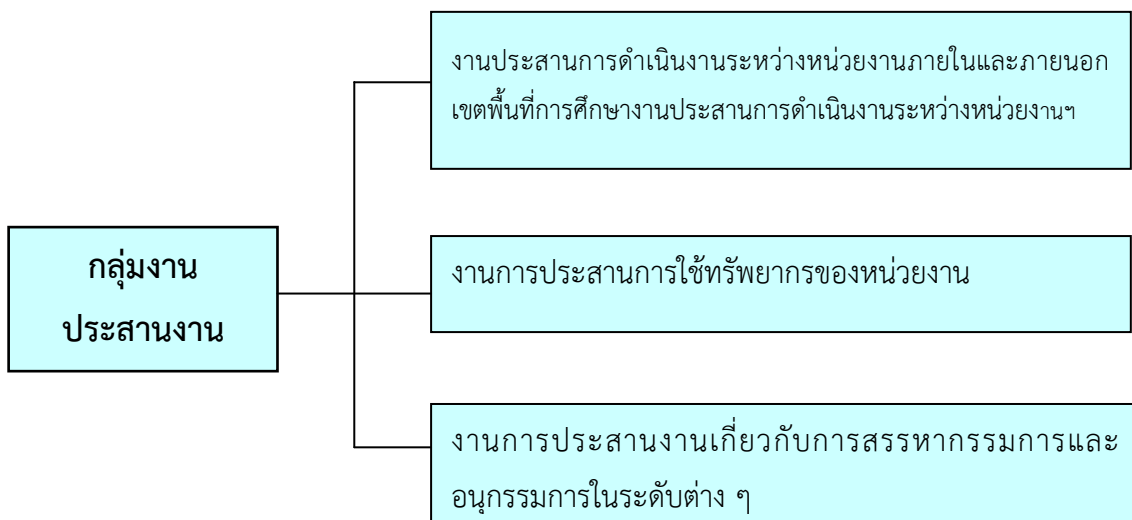 งานประสานการดำเนินงานระหว่างหน่วยงานภายในและภายนอก
เขตพื้นที่การศึกษางานประสานการดำเนินงานระหว่างหน่วยงานฯ
กลุ่มงาน
ประสานงาน
งานการประสานการใช้ทรัพยากรของหน่วยงาน
งานการประสานงานเกี่ยวกับการสรรหากรรมการและ
อนุกรรมการในระดับต่าง ๆ